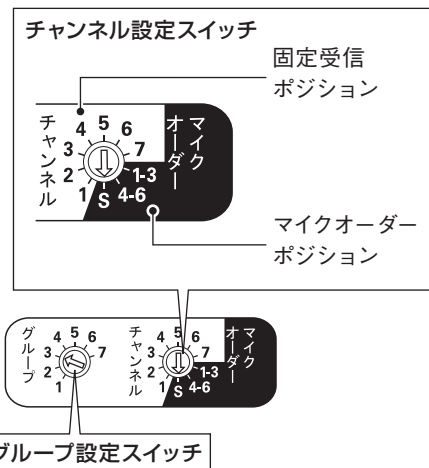 チャンネル設定スイッチ
固定受信
ポジション
チャンネル
1
2
3
4
5
6
7
1-3
4-6
S
マイク
オーダー
マイクオーダー
ポジション
グループ
1
2
3
4
5
6
7
チャンネル
1
2
3
4
5
6
7
1-3
4-6
S
マイク
オーダー
グループ設定スイッチ